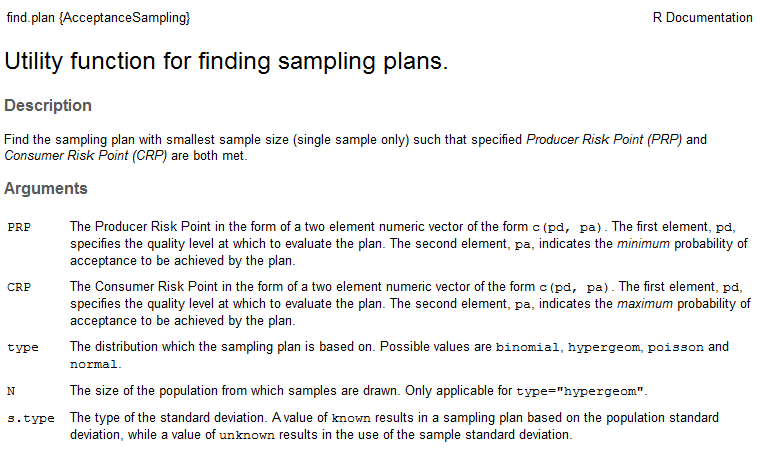 find.plan {AcceptanceSampling} R Documentation
Utility function for finding sampling plans.
Description
Find the sampling plan with smallest sample size (single sample only) such that specified Producer Risk Point (PRP) and
Consumer Risk Point (CRP) are both met.
Arguments
PRP The Producer Risk Point in the form of a two element numeric vector of the form c(pd, pa). The first element, pd,
specifies the quality level at which to evaluate the plan. The second element, pa, indicates the minimum probability of
acceptance to be achieved by the plan.
CRP The Consumer Risk Point in the form of a two element numeric vector of the form c(pd, pa). The first element, pd,
specifies the quality level at which to evaluate the plan. The second element, pa, indicates the maximum probability of
acceptance to be achieved by the plan.
type The distribution which the sampling plan is based on. Possible values are binomial, hypergeom, poisson and
normal.
N The size of the population from which samples are drawn. Only applicable for type="hypergeom".
s.type The type of the standard deviation. A value of known results in a sampling plan based on the population standard
deviation, while a value of unknown results in the use of the sample standard deviation.